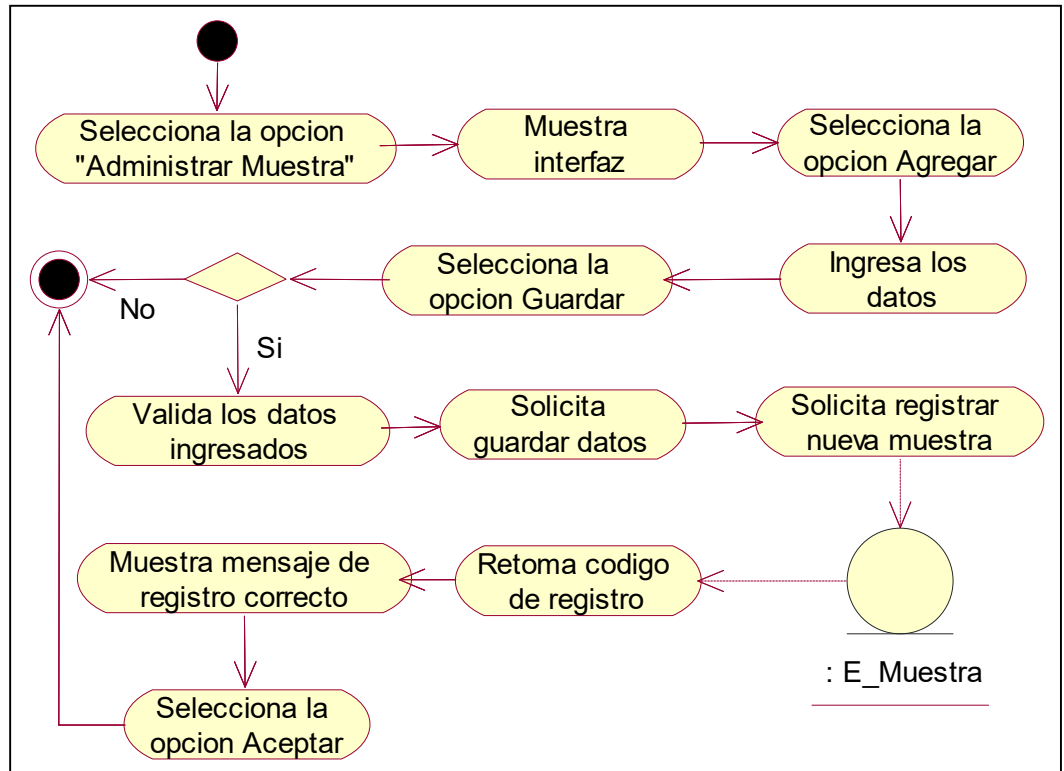 Selecciona la opcion
"Administrar Muestra"
Muestra
interfaz
Selecciona la
opcion Agregar
Ingresa los
datos
Selecciona la
opcion Guardar
No
Si
Valida los datos
ingresados
Solicita
guardar datos
Solicita registrar
nueva muestra
: E_Muestra
Retoma codigo
de registro
Muestra mensaje de
registro correcto
Selecciona la
opcion Aceptar